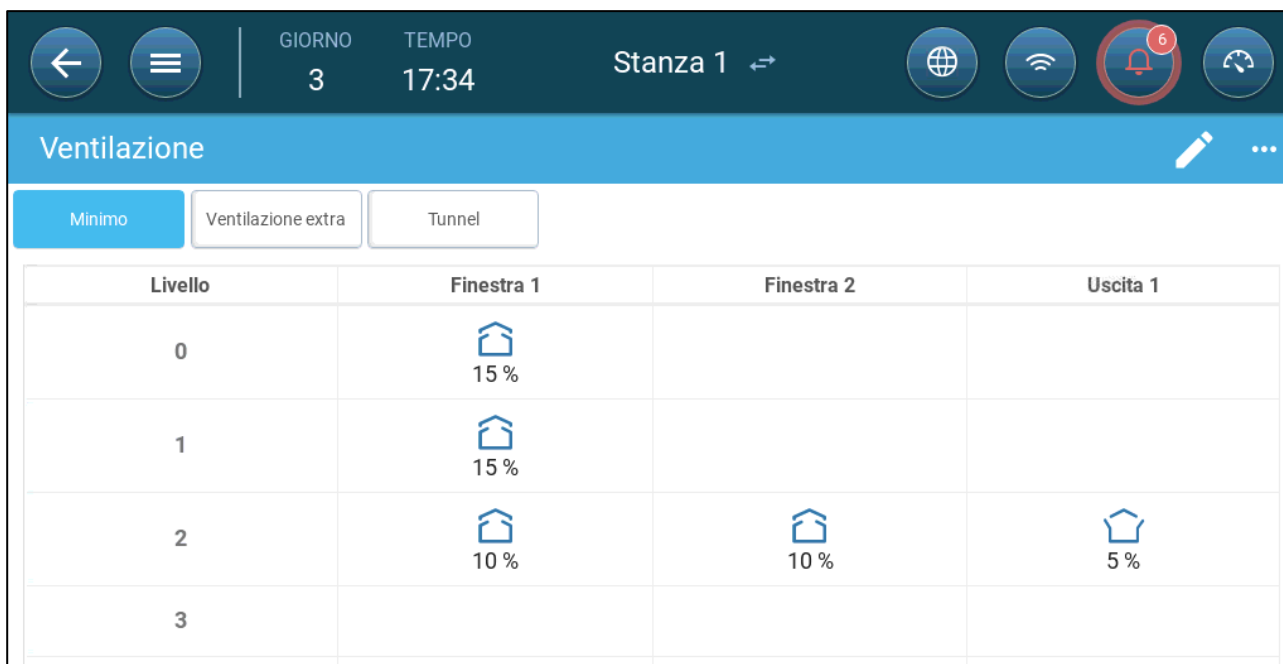 GIORNO TEMPO 6
3 17:34 Stanza 1
Ventilazione
Minimo Ventilazione extra Tunnel
Livello Finestra 1 Finestra 2 Uscita 1
0 15 %
1 15 %
2 10 % 10 % 5 %
3